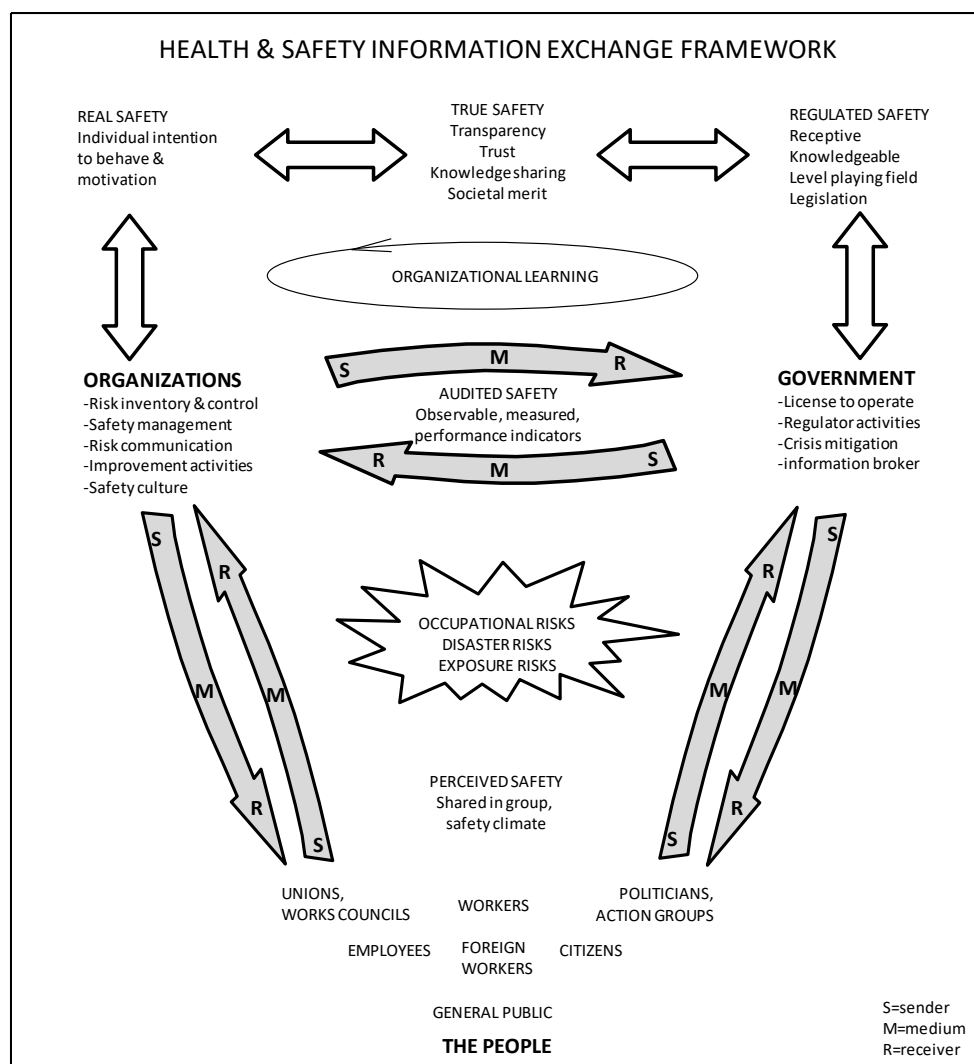 HEALTH & SAFETY INFORMATION EXCHANGE FRAMEWORK
REAL SAFETY
Individual intention
to behave &
motivation
TRUE SAFETY
Transparency
Trust
Knowledge sharing
Societal merit
REGULATED SAFETY
Receptive
Knowledgeable
Level playing field
Legislation
ORGANIZATIONAL LEARNING
ORGANIZATIONS
-Risk inventory & control
-Safety management
-Risk communication
-Improvement activities
-Safety culture
S
M
R
AUDITED SAFETY
Observable, measured,
performance indicators
R
M
S
GOVERNMENT
-License to operate
-Regulator activities
-Crisis mitigation
-information broker
S
M
R
R
M
S
OCCUPATIONAL RISKS
DISASTER RISKS
EXPOSURE RISKS
R
M
S
S
M
R
PERCEIVED SAFETY
Shared in group,
safety climate
UNIONS,
WORKS COUNCILS
WORKERS
POLITICIANS,
ACTION GROUPS
EMPLOYEES
FOREIGN
WORKERS
CITIZENS
GENERAL PUBLIC
THE PEOPLE
S=sender
M=medium
R=receiver